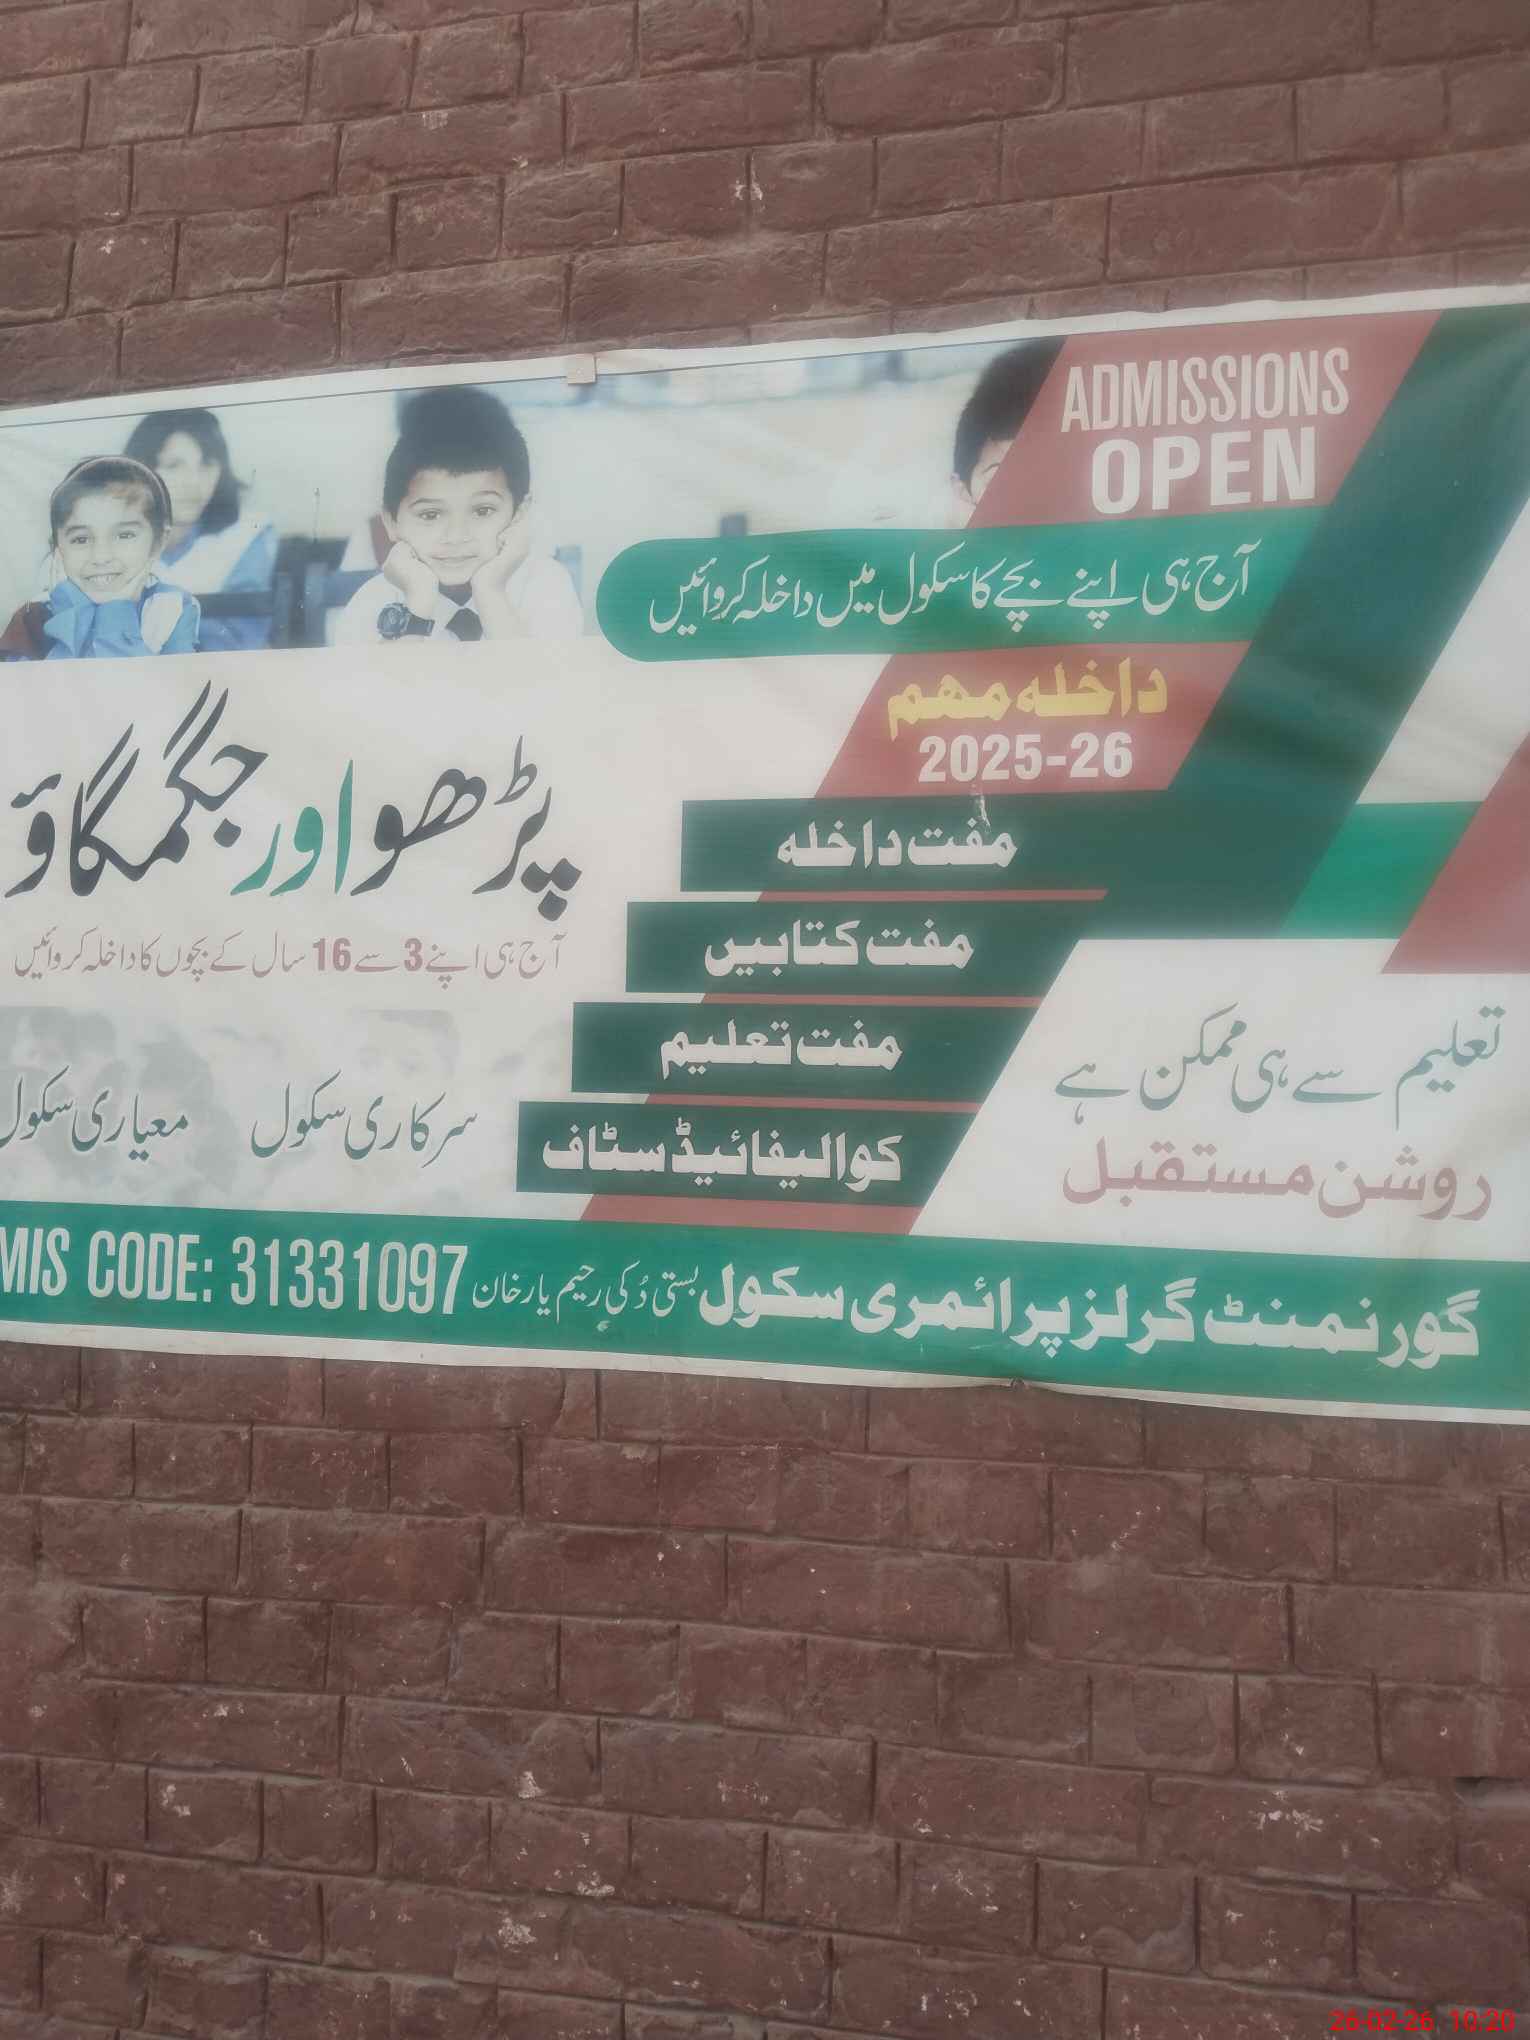 ADMISSIONS
OPEN
آج ہی اپنے بچے کا سکول میں داخلہ کروائیں
داخلہ مہم
2025-26
پڑھو اور جگمگاؤ
آج ہی اپنے 3 سے 16 سال کے بچوں کا داخلہ کروائیں
مفت داخلہ
مفت کتابیں
مفت تعلیم
کوالیفائیڈ سٹاف
سرکاری سکول معیاری سکول
تعلیم سے ہی ممکن ہے
روشن مستقبل
گورنمنٹ گرلز پرائمری سکول بستی دُکی رحیم یار خان MIS CODE: 31331097
26-02-26 10:20